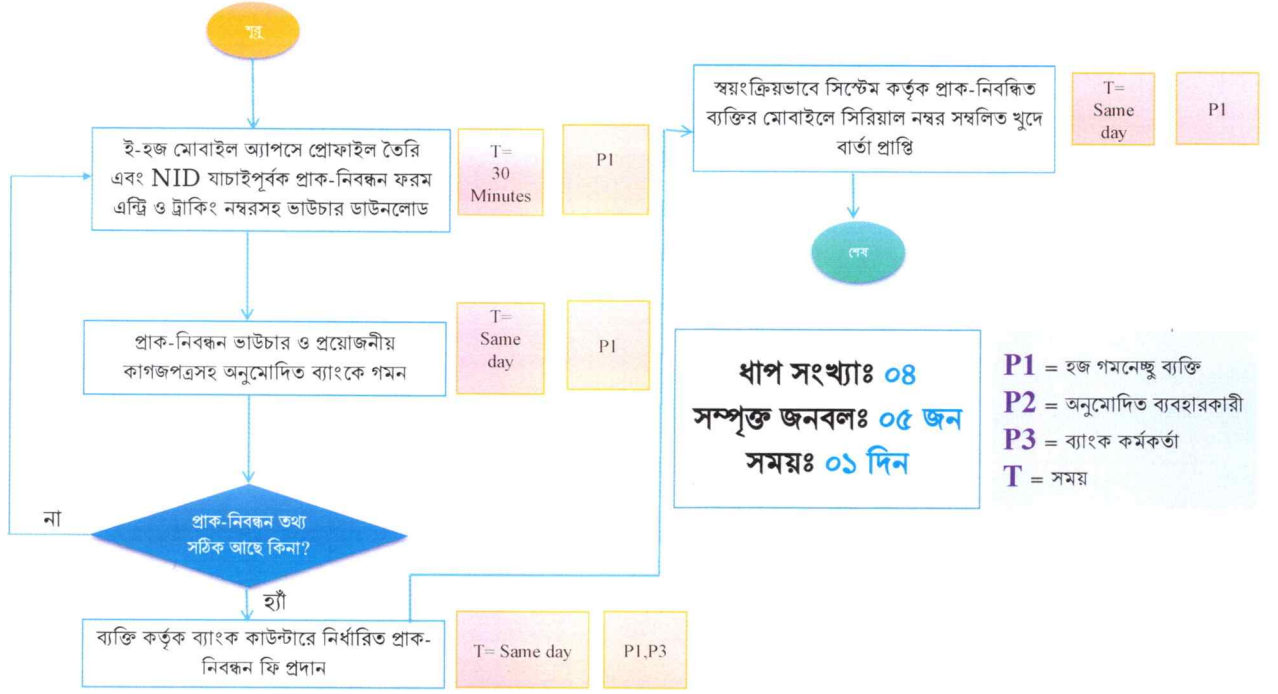 শুরু
ই-হজ মোবাইল অ্যাপসে প্রোফাইল তৈরি
এবং NID যাচাইপূর্বক প্রাক-নিবন্ধন ফরম
এন্ট্রি ও ট্রাকিং নম্বরসহ ভাউচার ডাউনলোড
T=
30
Minutes
P1
প্রাক-নিবন্ধন ভাউচার ও প্রয়োজনীয়
কাগজপত্রসহ অনুমোদিত ব্যাংকে গমন
T=
Same
day
P1
প্রাক-নিবন্ধন তথ্য
সঠিক আছে কিনা?
না
হ্যাঁ
ব্যক্তি কর্তৃক ব্যাংক কাউন্টারে নির্ধারিত প্রাক-
নিবন্ধন ফি প্রদান
T= Same day
P1,P3
স্বয়ংক্রিয়ভাবে সিস্টেম কর্তৃক প্রাক-নিবন্ধিত
ব্যক্তির মোবাইলে সিরিয়াল নম্বর সম্বলিত খুদে
বার্তা প্রাপ্তি
T=
Same
day
P1
শেষ
ধাপ সংখ্যাঃ ০৪
সম্পৃক্ত জনবলঃ ০৫ জন
সময়ঃ ০১ দিন
P1 = হজ গমনেচ্ছু ব্যক্তি
P2 = অনুমোদিত ব্যবহারকারী
P3 = ব্যাংক কর্মকর্তা
T = সময়